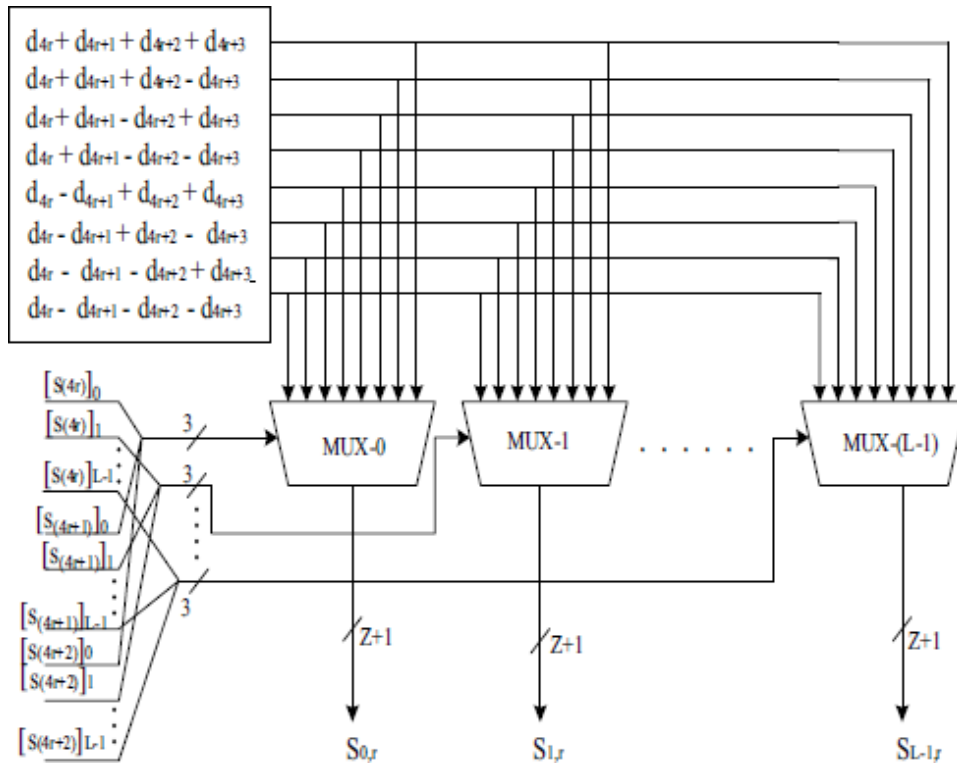 d4r + d4r+1 + d4r+2 + d4r+3
d4r + d4r+1 + d4r+2 - d4r+3
d4r + d4r+1 - d4r+2 + d4r+3
d4r + d4r+1 - d4r+2 - d4r+3
d4r - d4r+1 + d4r+2 + d4r+3
d4r - d4r+1 + d4r+2 - d4r+3
d4r - d4r+1 - d4r+2 + d4r+3
d4r - d4r+1 - d4r+2 - d4r+3
[S(4r)]0
[S(4r)]1
[S(4r)]L-1
[S(4r+1)]0
[S(4r+1)]1
[S(4r+1)]L-1
[S(4r+2)]0
[S(4r+2)]1
[S(4r+2)]L-1
3
3
3
MUX-0
MUX-1
. . . . . .
MUX-(L-1)
Z+1
Z+1
Z+1
S0,r
S1,r
SL-1,r